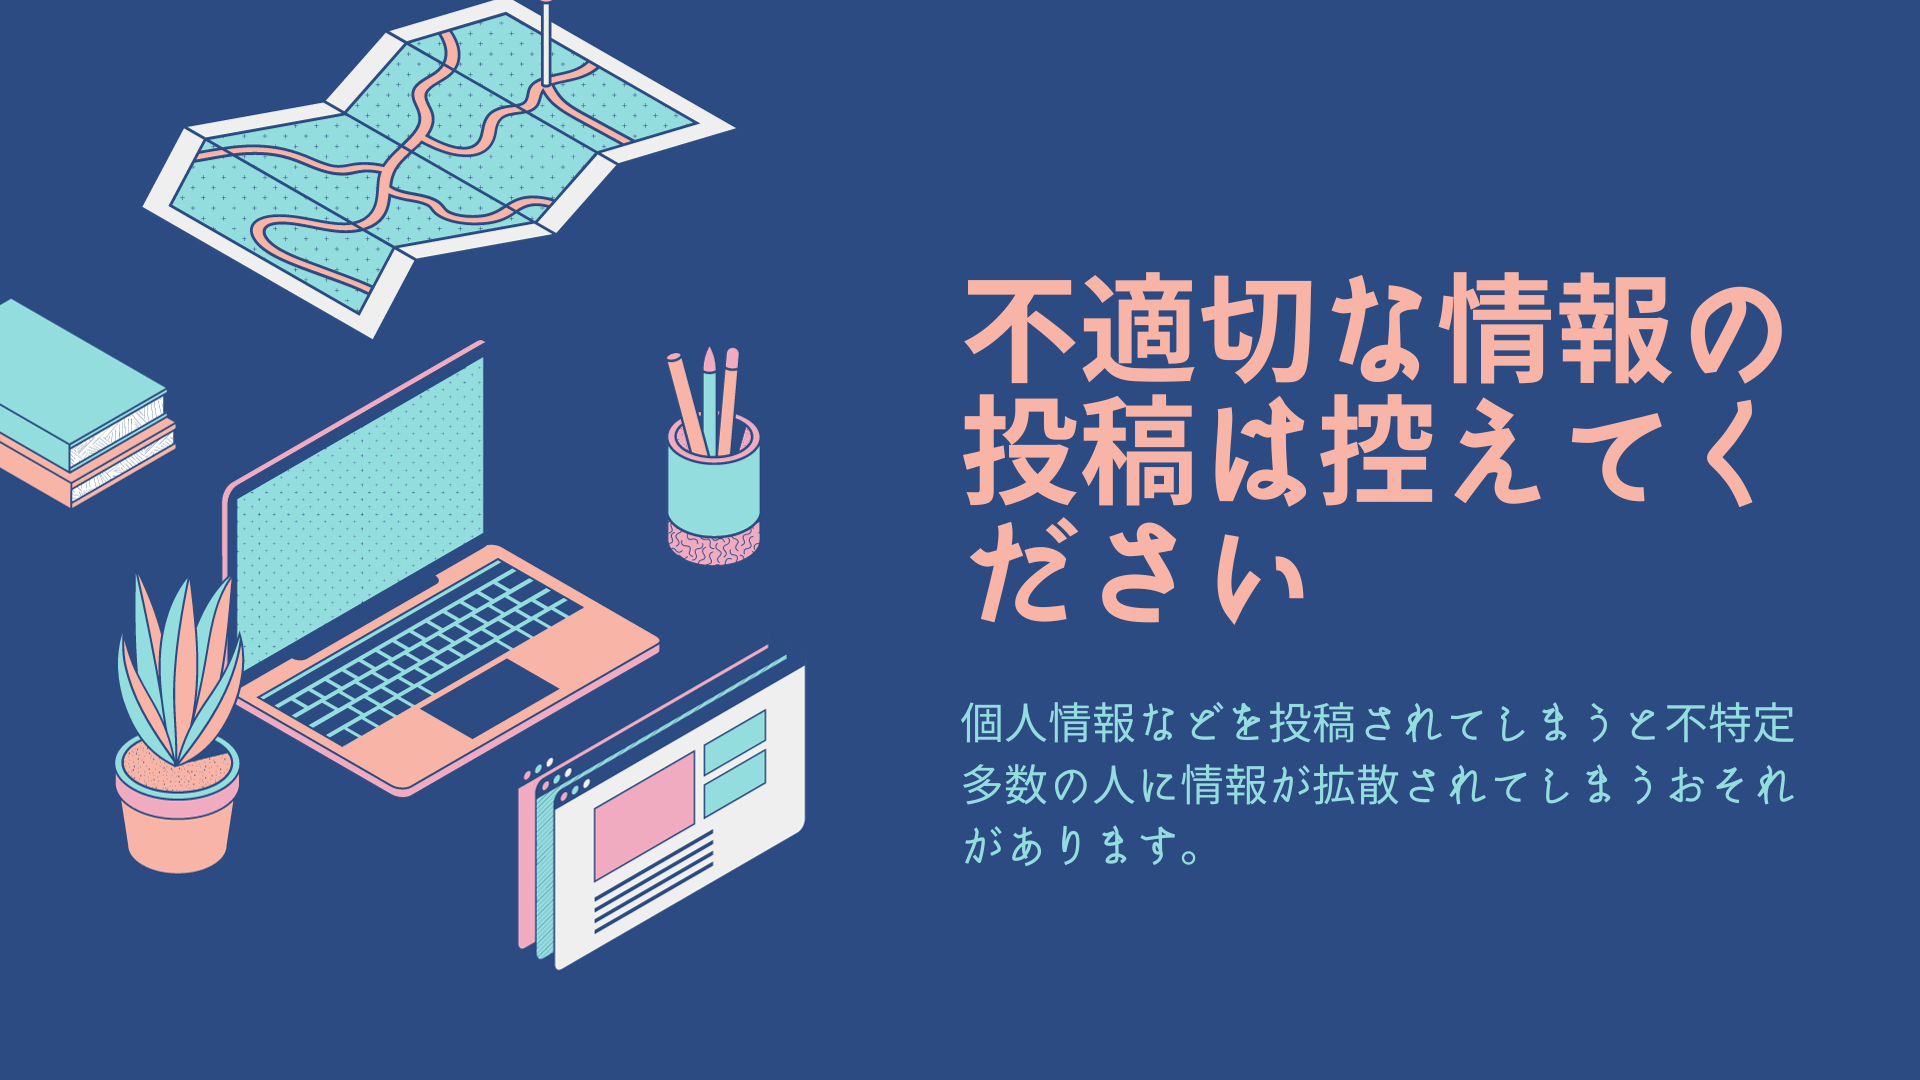 不適切な情報の
投稿は控えてく
ださい
個人情報などを投稿されてしまうと不特定
多数の人に情報が拡散されてしまうおそれ
があります。